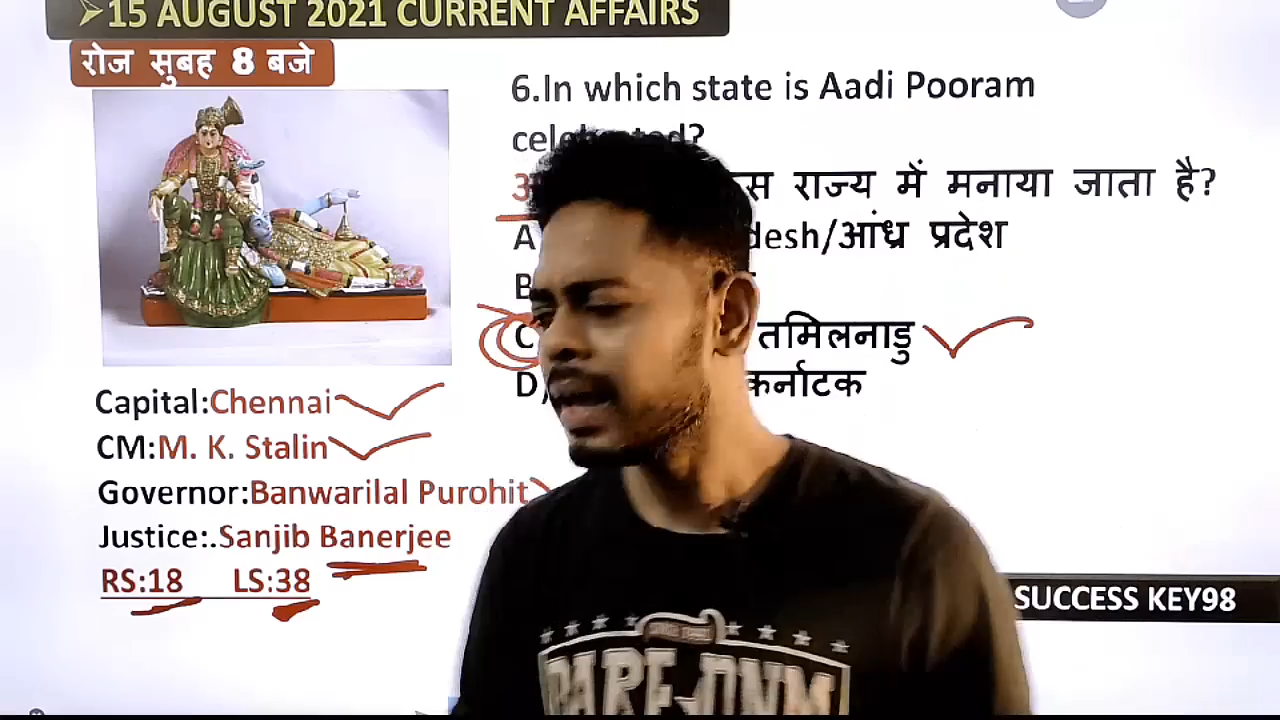 ➢15 AUGUST 2021 CURRENT AFFAIRS
रोज सुबह 8 बजे
6.In which state is Aadi Pooram
celebrated?
राज्य में मनाया जाता है?
A
आंध्र प्रदेश
B
C
तमिलनाडु
D)
कर्नाटक
Capital:Chennai
CM:M. K. Stalin
Governor:Banwarilal Purohit
Justice:.Sanjib Banerjee
RS:18 LS:38
SUCCESS KEY98